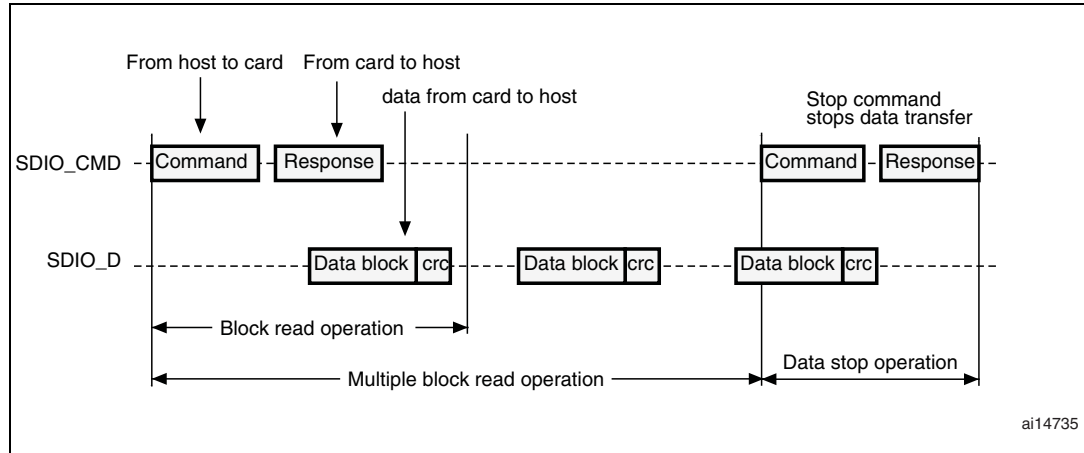 From host to card
From card to host
data from card to host
Stop command
stops data transfer
SDIO_CMD
Command
Response
Command
Response
SDIO_D
Data block
crc
Data block
crc
Data block
crc
Block read operation
Data stop operation
Multiple block read operation
ai14735